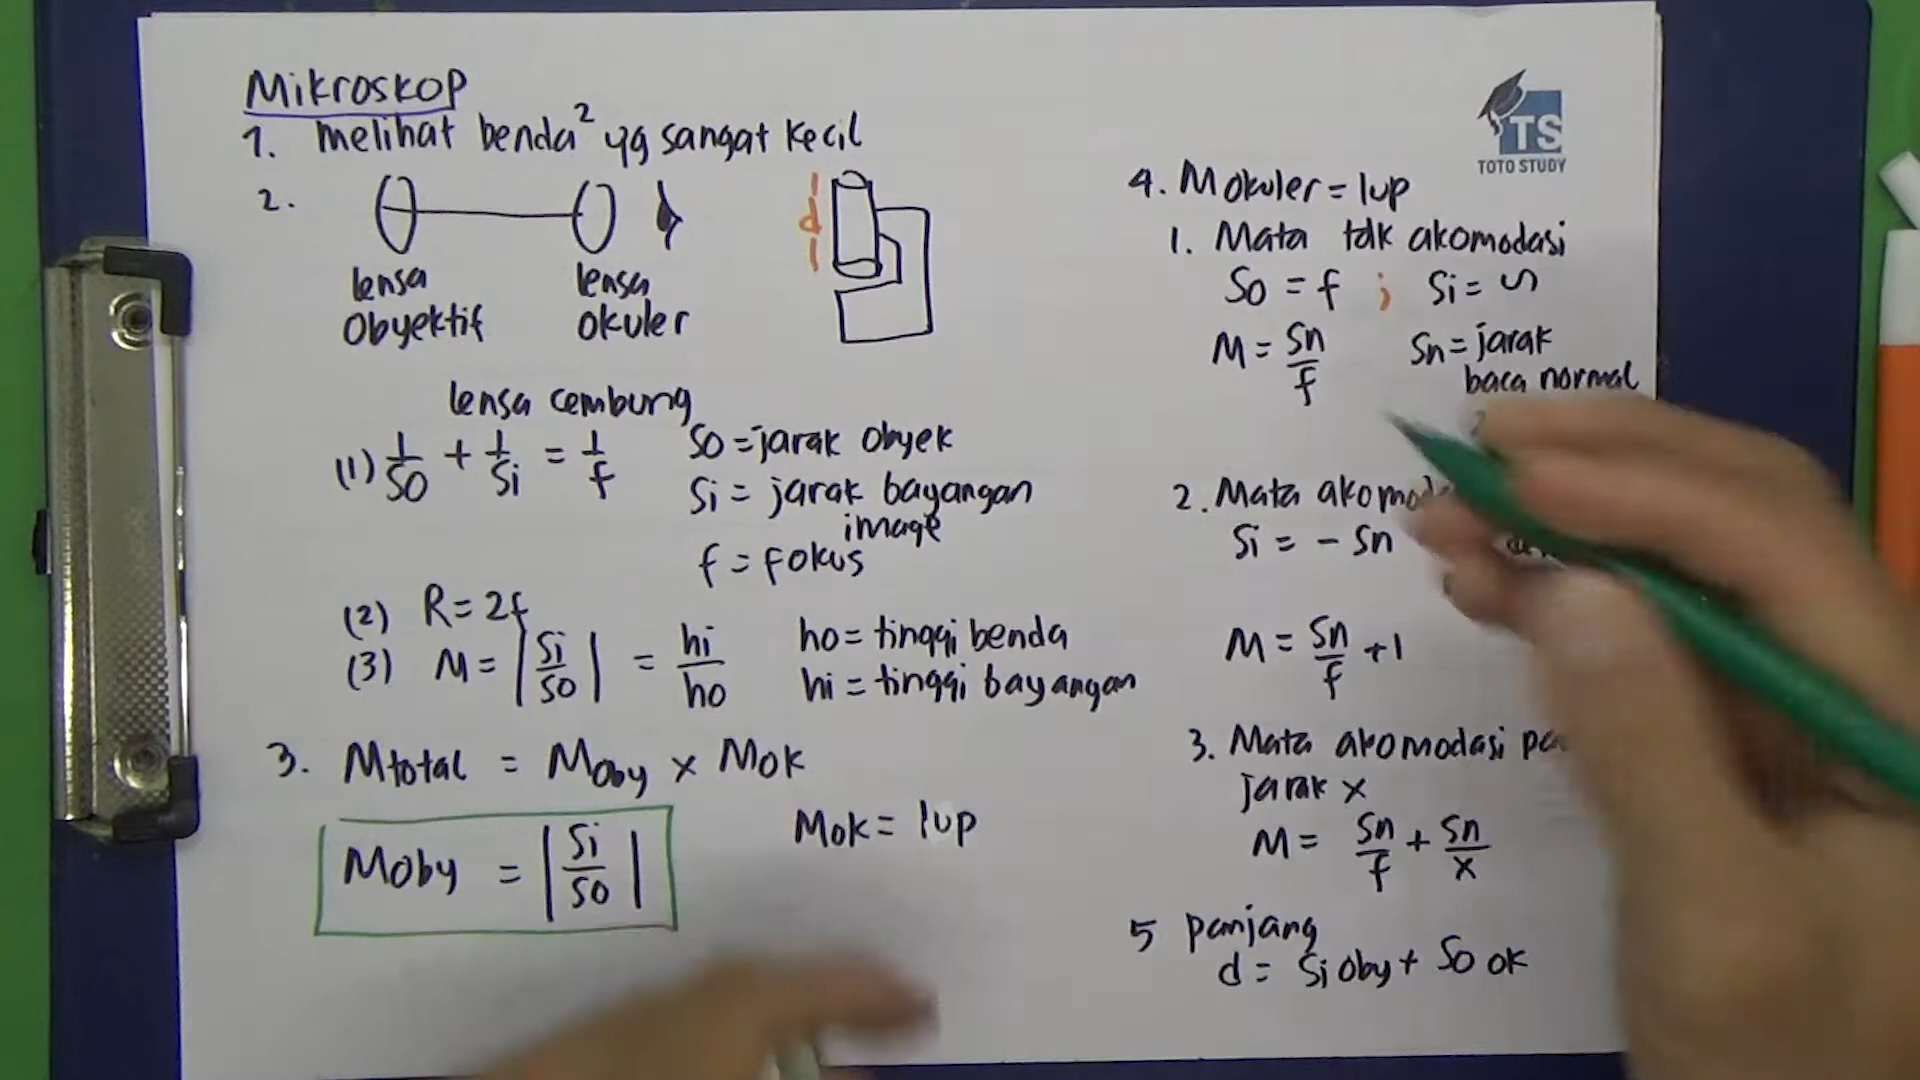 Mikroskop
1. melihat benda² yg sangat kecil
2.
lensa Obyektif
lensa okuler
d
lensa cembung
(1) 1/So + 1/Si = 1/f
So = jarak obyek
Si = jarak bayangan
image
f = fokus
(2) R = 2f
(3) M = |Si/So| = hi/ho
ho = tinggi benda
hi = tinggi bayangan
3. Mtotal = Moby x Mok
Moby = |Si/So|
Mok = lup
TS
TOTO STUDY
4. Mokuler = lup
1. Mata tdk akomodasi
So = f ; Si = ∽
M = Sn/f
Sn = jarak
baca normal
2. Mata
Si = - Sn
M = Sn/f + 1
3. Mata akomodasi
jarak x
M = Sn/f + Sn/x
5 panjang
d = Si oby + So ok